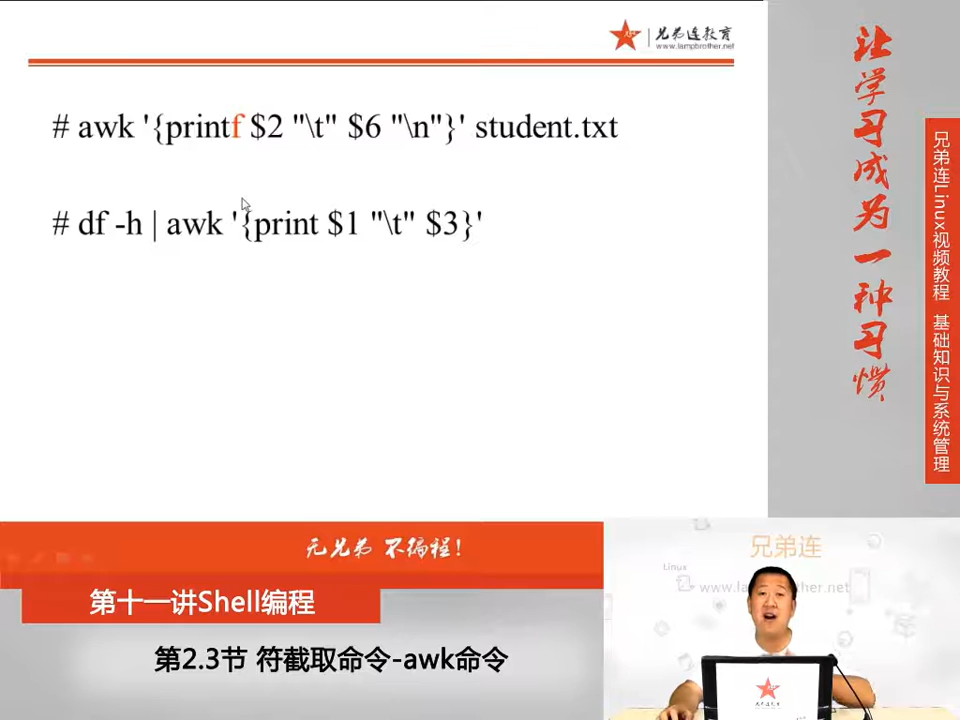 兄弟连教育
www.lampbrother.net
# awk '{printf $2 "\t" $6 "\n"}' student.txt
# df -h | awk '{print $1 "\t" $3}'
让学习成为一种习惯
兄弟连Linux视频教程 基础知识与系统管理
无兄弟 不编程!
第十一讲Shell编程
第2.3节 符截取命令-awk命令
兄弟连
Linux
www.la brother.net